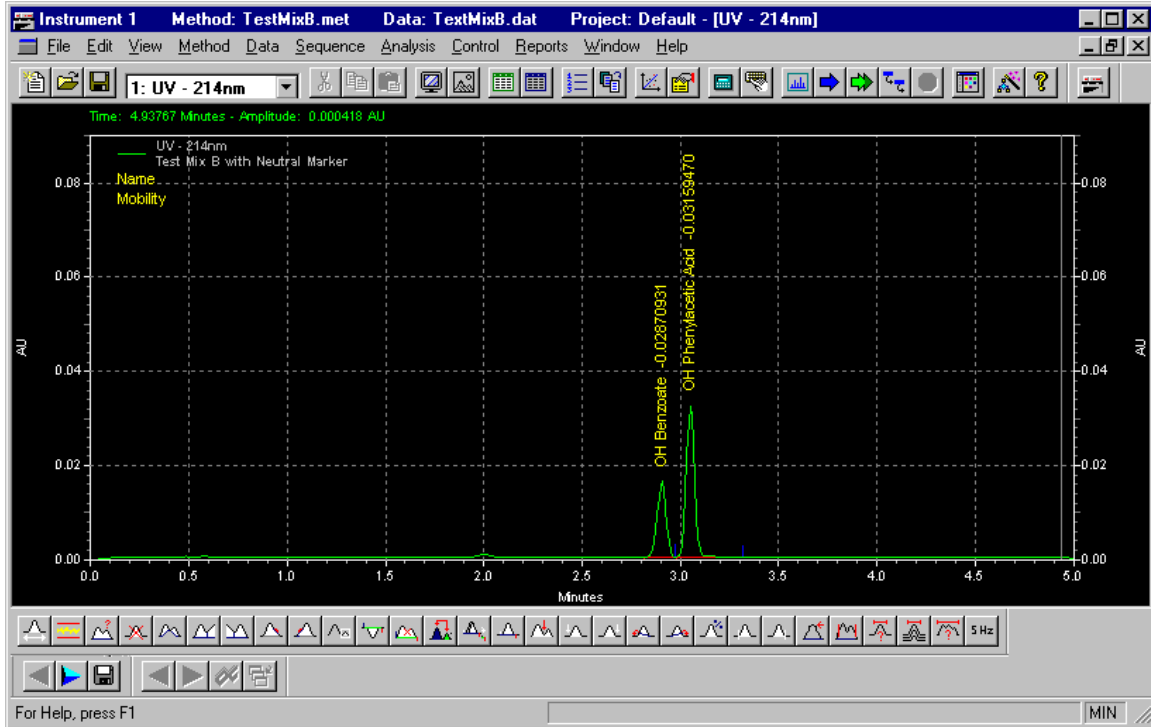 Instrument 1 Method: TestMixB.met Data: TextMixB.dat Project: Default - [UV - 214nm]
File Edit View Method Data Sequence Analysis Control Reports Window Help
1: UV - 214nm
Time: 4.93767 Minutes - Amplitude: 0.000418 AU
UV - 214nm
Test Mix B with Neutral Marker
Name
Mobility
OH Benzoate -0.02870931
OH Phenylacetic Acid -0.03159470
0.08 0.08
0.06 0.06
AU AU
0.04 0.04
0.02 0.02
0.00 0.00
0.0 0.5 1.0 1.5 2.0 2.5 3.0 3.5 4.0 4.5 5.0
Minutes
5 Hz
For Help, press F1 MIN